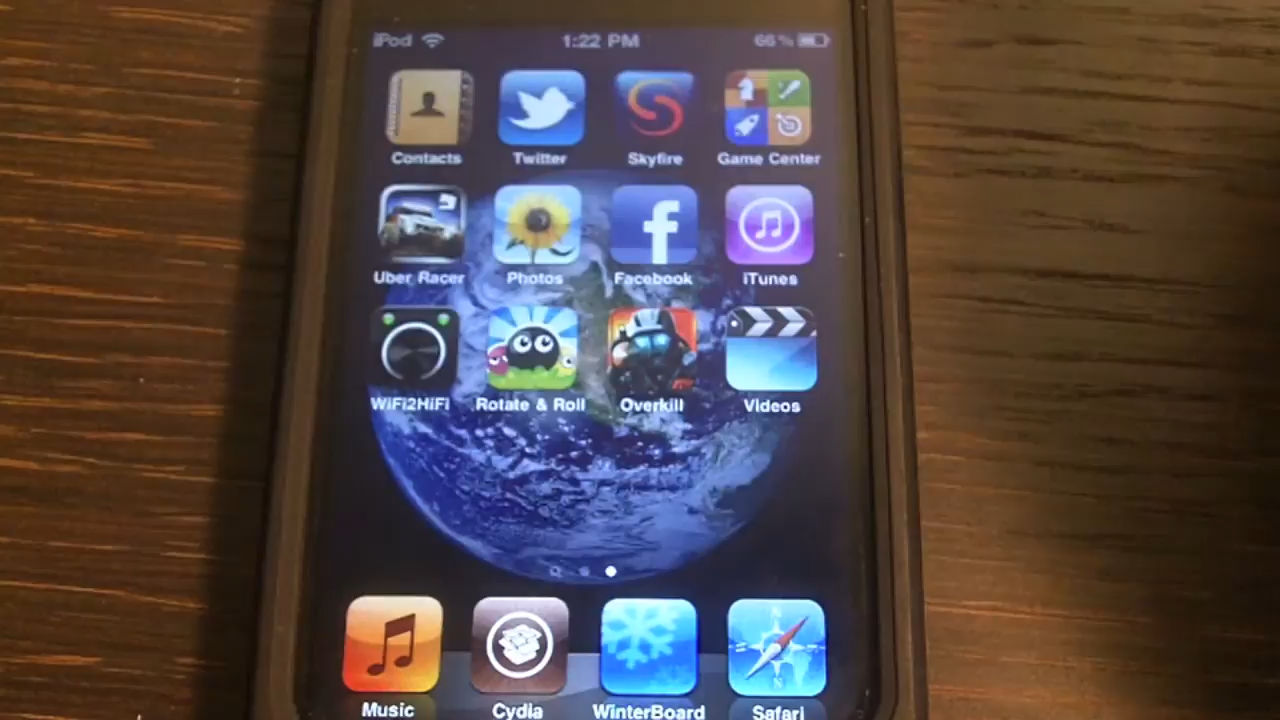 iPod 1:22 PM 66 %
Contacts Twitter Skyfire Game Center
Uber Racer Photos Facebook iTunes
WiFi2HiFi Rotate & Roll Overkill Videos
Music Cydia WinterBoard Safari